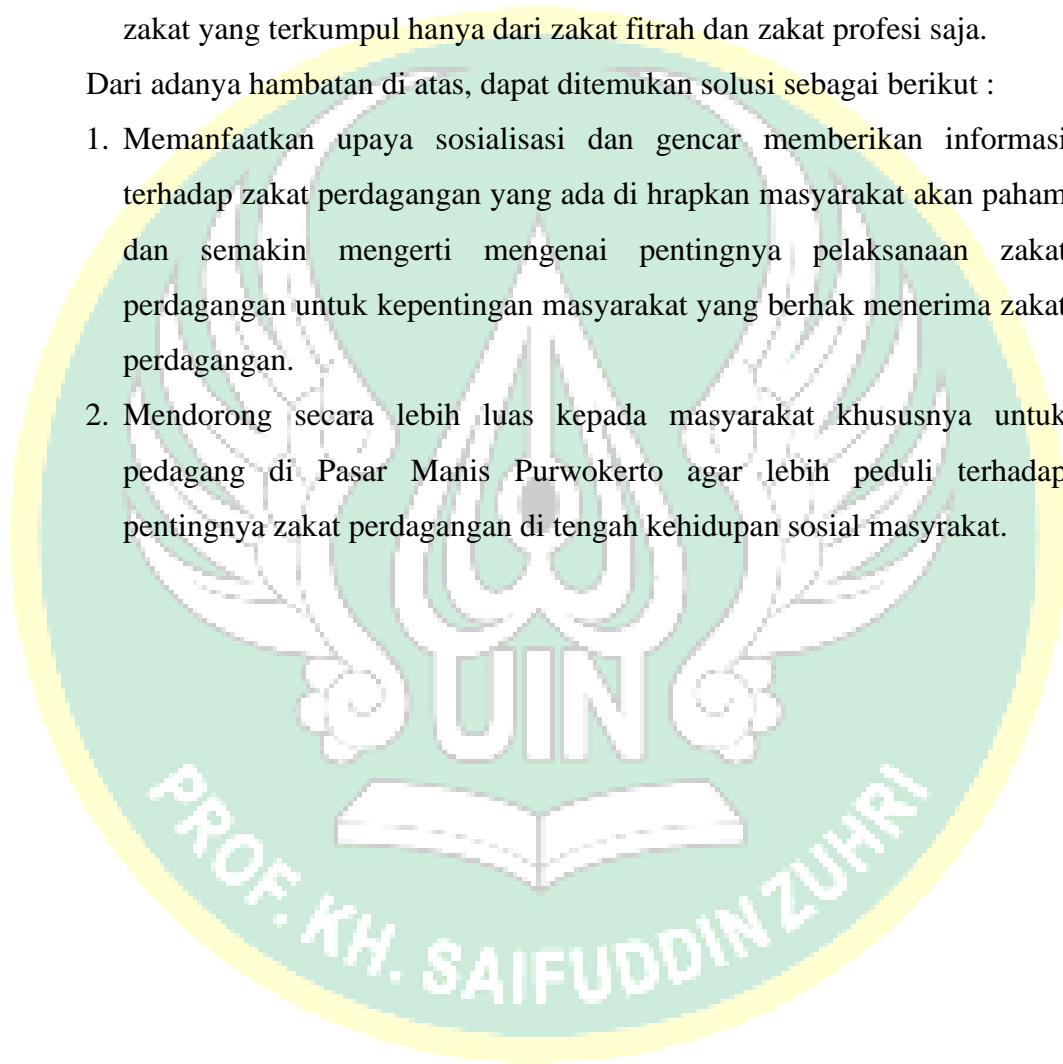 zakat yang terkumpul hanya dari zakat fitrah dan zakat profesi saja.
Dari adanya hambatan di atas, dapat ditemukan solusi sebagai berikut :
1. Memanfaatkan upaya sosialisasi dan gencar memberikan informasi
terhadap zakat perdagangan yang ada di hrapkan masyarakat akan paham
dan semakin mengerti mengenai pentingnya pelaksanaan zakat
perdagangan untuk kepentingan masyarakat yang berhak menerima zakat
perdagangan.
2. Mendorong secara lebih luas kepada masyarakat khususnya untuk
pedagang di Pasar Manis Purwokerto agar lebih peduli terhadap
pentingnya zakat perdagangan di tengah kehidupan sosial masyrakat.
UIN
PROF. KH. SAIFUDDIN ZUHRI